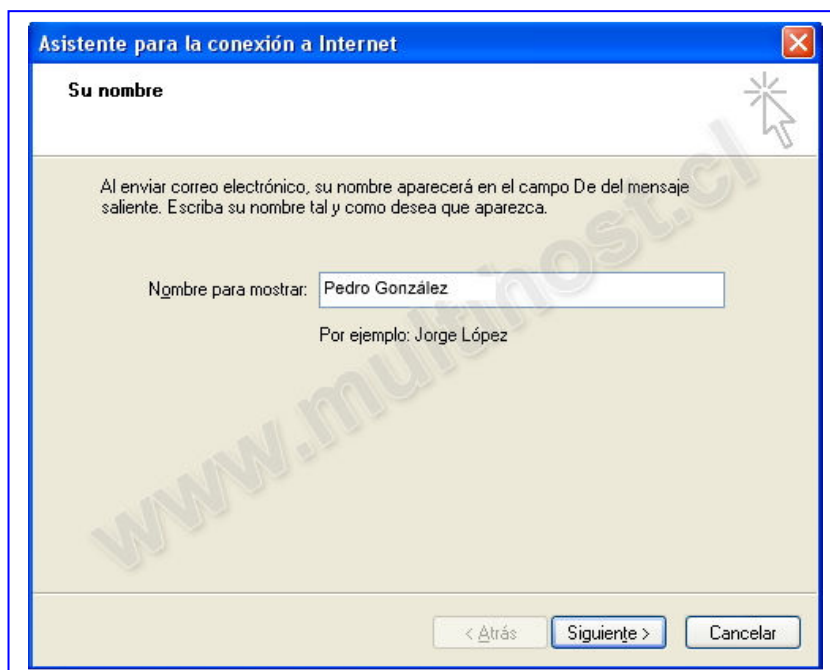 Asistente para la conexión a Internet
Su nombre
Al enviar correo electrónico, su nombre aparecerá en el campo De del mensaje
saliente. Escriba su nombre tal y como desea que aparezca.
Nombre para mostrar: Pedro González
Por ejemplo: Jorge López
www.multihost.cl
< Atrás Siguiente > Cancelar